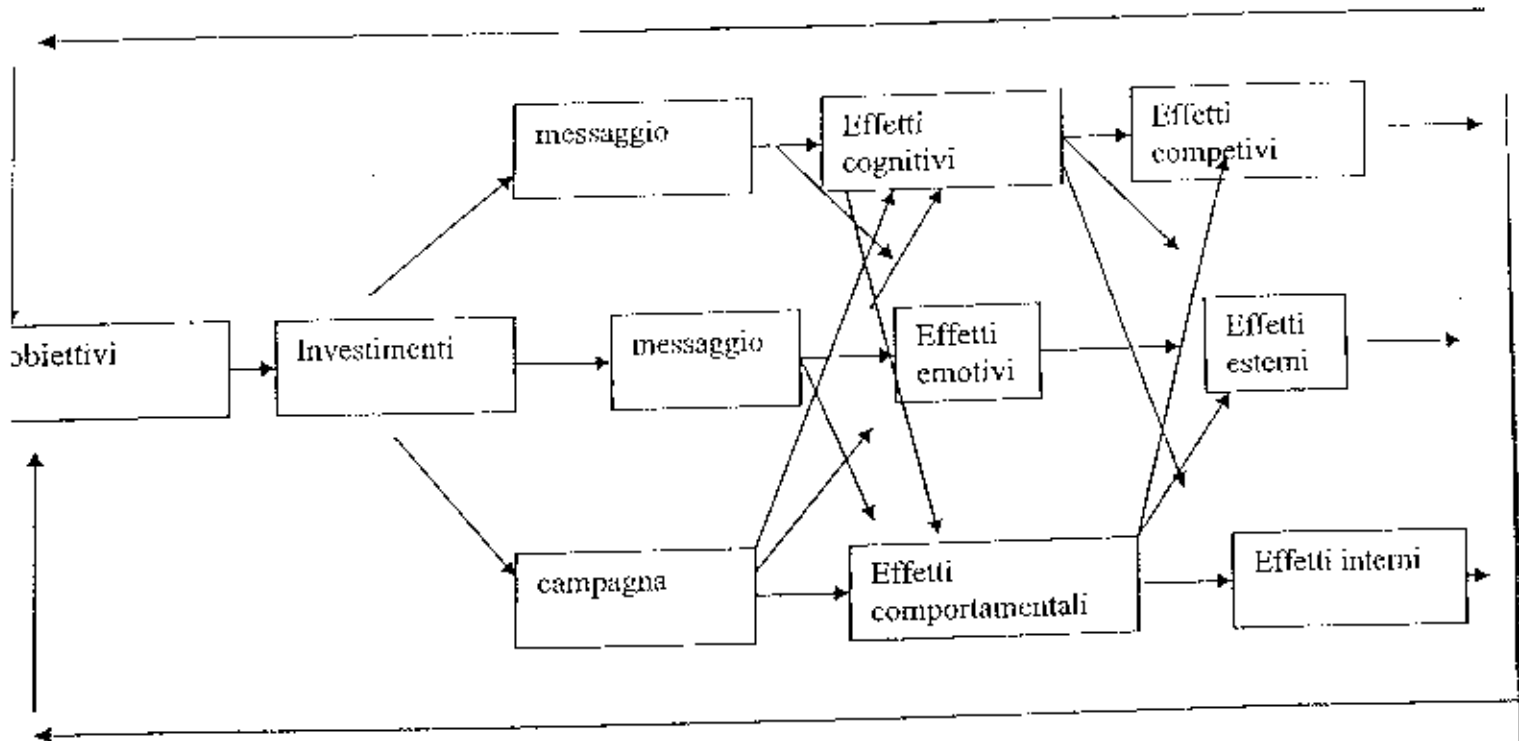 messaggio
Effetti
cognitivi
Effetti
competivi
obiettivi
Investimenti
messaggio
Effetti
emotivi
Effetti
esterni
campagna
Effetti
comportamentali
Effetti interni